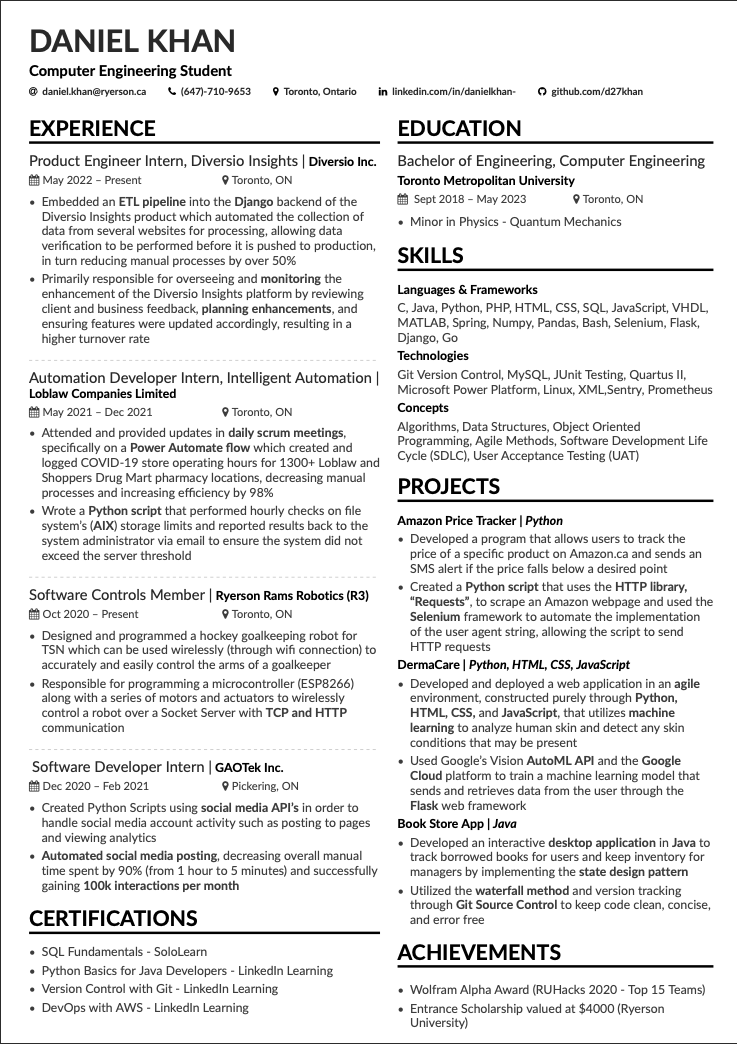 DANIEL KHAN
Computer Engineering Student
daniel.khan@ryerson.ca (647)-710-9653 Toronto, Ontario linkedin.com/in/danielkhan- github.com/d27khan
EXPERIENCE
Product Engineer Intern, Diversio Insights | Diversio Inc.
May 2022 – Present Toronto, ON
• Embedded an ETL pipeline into the Django backend of the
Diversio Insights product which automated the collection of
data from several websites for processing, allowing data
verification to be performed before it is pushed to production,
in turn reducing manual processes by over 50%
• Primarily responsible for overseeing and monitoring the
enhancement of the Diversio Insights platform by reviewing
client and business feedback, planning enhancements, and
ensuring features were updated accordingly, resulting in a
higher turnover rate
Automation Developer Intern, Intelligent Automation |
Loblaw Companies Limited
May 2021 – Dec 2021 Toronto, ON
• Attended and provided updates in daily scrum meetings,
specifically on a Power Automate flow which created and
logged COVID-19 store operating hours for 1300+ Loblaw and
Shoppers Drug Mart pharmacy locations, decreasing manual
processes and increasing efficiency by 98%
• Wrote a Python script that performed hourly checks on file
system's (AIX) storage limits and reported results back to the
system administrator via email to ensure the system did not
exceed the server threshold
Software Controls Member | Ryerson Rams Robotics (R3)
Oct 2020 – Present Toronto, ON
• Designed and programmed a hockey goalkeeping robot for
TSN which can be used wirelessly (through wifi connection) to
accurately and easily control the arms of a goalkeeper
• Responsible for programming a microcontroller (ESP8266)
along with a series of motors and actuators to wirelessly
control a robot over a Socket Server with TCP and HTTP
communication
Software Developer Intern | GAOTek Inc.
Dec 2020 – Feb 2021 Pickering, ON
• Created Python Scripts using social media API's in order to
handle social media account activity such as posting to pages
and viewing analytics
• Automated social media posting, decreasing overall manual
time spent by 90% (from 1 hour to 5 minutes) and successfully
gaining 100k interactions per month
CERTIFICATIONS
• SQL Fundamentals - SoloLearn
• Python Basics for Java Developers - LinkedIn Learning
• Version Control with Git - LinkedIn Learning
• DevOps with AWS - LinkedIn Learning
EDUCATION
Bachelor of Engineering, Computer Engineering
Toronto Metropolitan University
Sept 2018 – May 2023 Toronto, ON
• Minor in Physics - Quantum Mechanics
SKILLS
Languages & Frameworks
C, Java, Python, PHP, HTML, CSS, SQL, JavaScript, VHDL,
MATLAB, Spring, Numpy, Pandas, Bash, Selenium, Flask,
Django, Go
Technologies
Git Version Control, MySQL, JUnit Testing, Quartus II,
Microsoft Power Platform, Linux, XML,Sentry, Prometheus
Concepts
Algorithms, Data Structures, Object Oriented
Programming, Agile Methods, Software Development Life
Cycle (SDLC), User Acceptance Testing (UAT)
PROJECTS
Amazon Price Tracker | Python
• Developed a program that allows users to track the
price of a specific product on Amazon.ca and sends an
SMS alert if the price falls below a desired point
• Created a Python script that uses the HTTP library,
“Requests”, to scrape an Amazon webpage and used the
Selenium framework to automate the implementation
of the user agent string, allowing the script to send
HTTP requests
DermaCare | Python, HTML, CSS, JavaScript
• Developed and deployed a web application in an agile
environment, constructed purely through Python,
HTML, CSS, and JavaScript, that utilizes machine
learning to analyze human skin and detect any skin
conditions that may be present
• Used Google's Vision AutoML API and the Google
Cloud platform to train a machine learning model that
sends and retrieves data from the user through the
Flask web framework
Book Store App | Java
• Developed an interactive desktop application in Java to
track borrowed books for users and keep inventory for
managers by implementing the state design pattern
• Utilized the waterfall method and version tracking
through Git Source Control to keep code clean, concise,
and error free
ACHIEVEMENTS
• Wolfram Alpha Award (RUHacks 2020 - Top 15 Teams)
• Entrance Scholarship valued at $4000 (Ryerson
University)